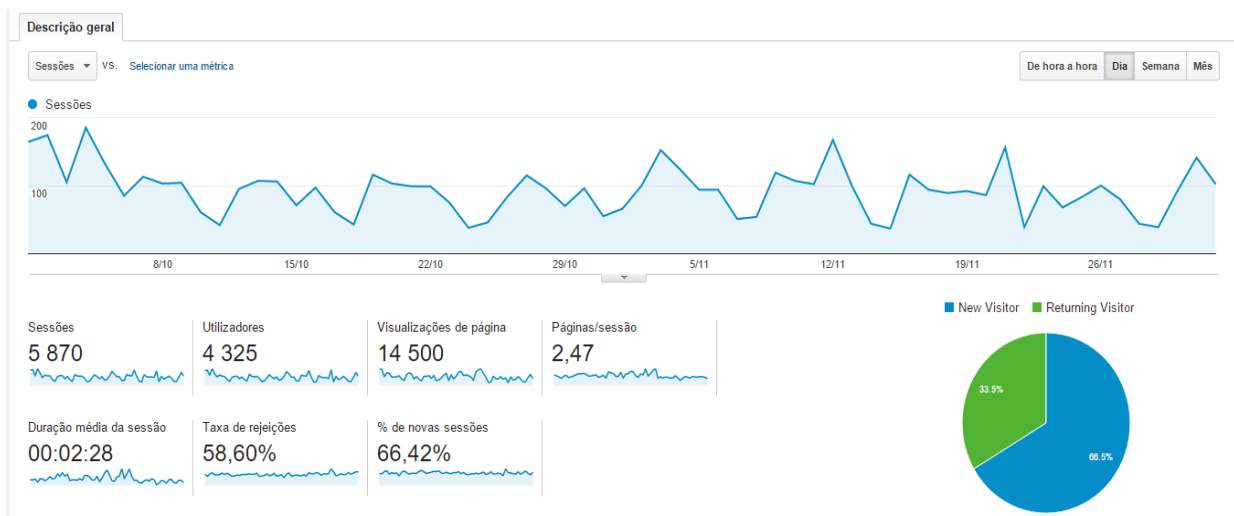 Descrição geral
Sessões VS. Selecionar uma métrica
De hora a hora Dia Semana Mês
Sessões
200
100
8/10 15/10 22/10 29/10 5/11 12/11 19/11 26/11
New Visitor Returning Visitor
Sessões Utilizadores Visualizações de página Páginas/sessão
5 870 4 325 14 500 2,47
33.5%
Duração média da sessão Taxa de rejeições % de novas sessões
00:02:28 58,60% 66,42%
66.5%